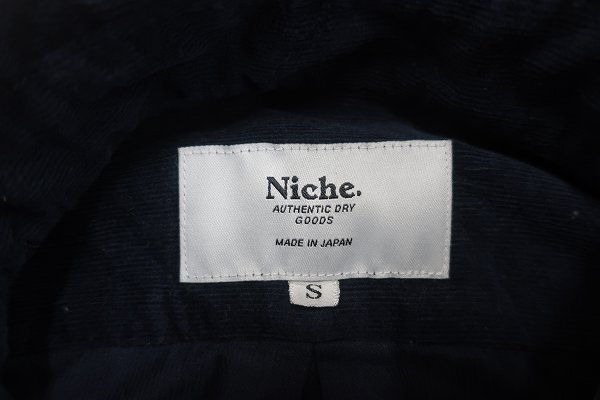 Niche.
AUTHENTIC DRY
GOODS
MADE IN JAPAN
S